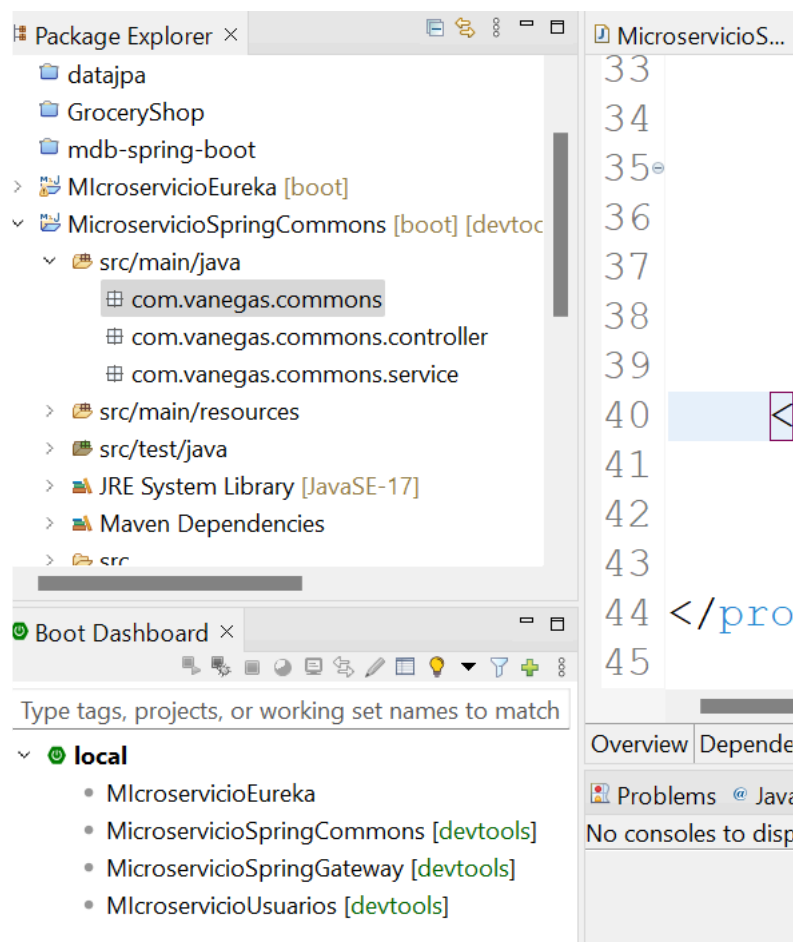 Package Explorer
datajpa
GroceryShop
mdb-spring-boot
MIcroservicioEureka [boot]
MicroservicioSpringCommons [boot] [devtoc
src/main/java
com.vanegas.commons
com.vanegas.commons.controller
com.vanegas.commons.service
src/main/resources
src/test/java
JRE System Library [JavaSE-17]
Maven Dependencies
src
Boot Dashboard
Type tags, projects, or working set names to match
local
MIcroservicioEureka
MicroservicioSpringCommons [devtools]
MicroservicioSpringGateway [devtools]
MIcroservicioUsuarios [devtools]
MicroservicioS...
33
34
35
36
37
38
39
40 <
41
42
43
44 </pro
45
Overview Depende
Problems @ Java
No consoles to disp